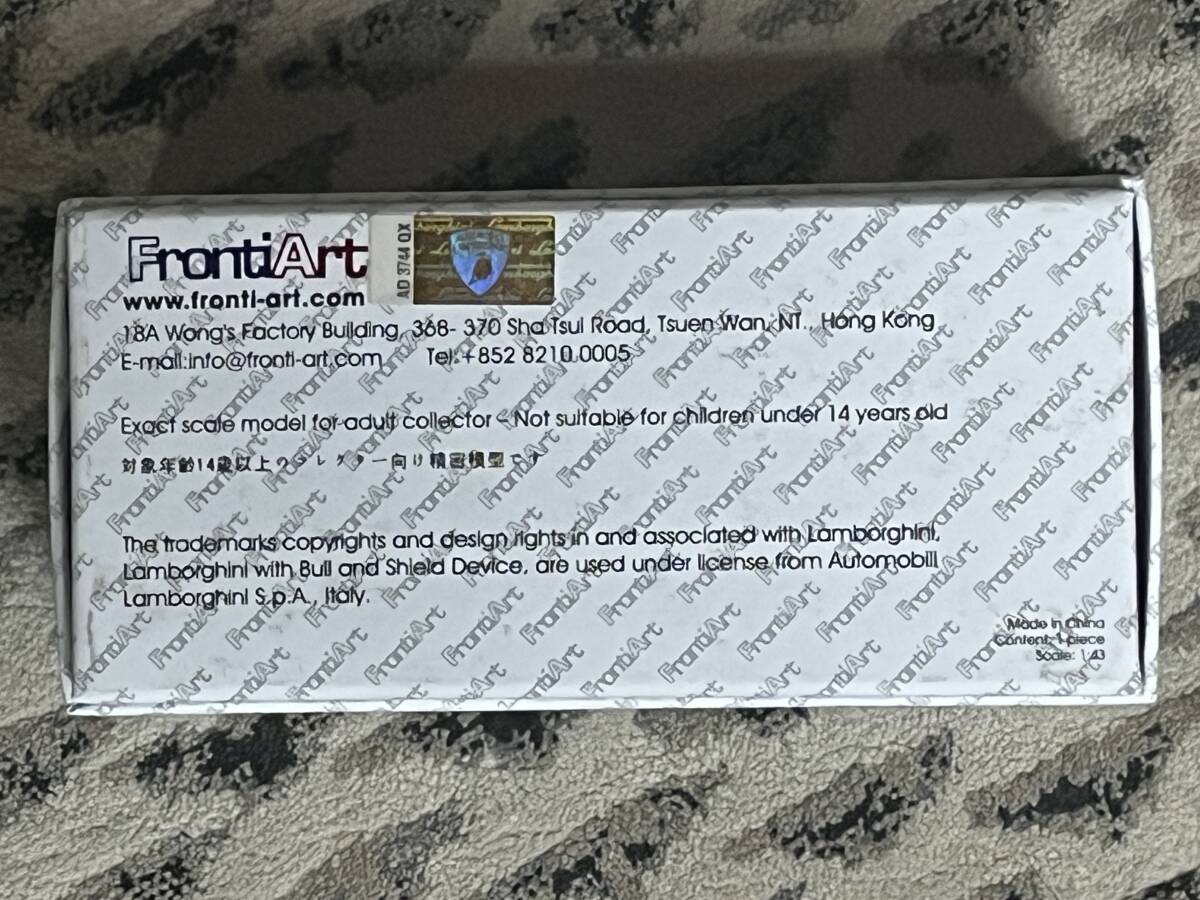 FrontiArt
AD 3744 QX
www.fronti-art.com
18A Wong's Factory Building, 368- 370 Sha Tsui Road, Tsuen Wan, NT., Hong Kong
E-mail:info@fronti-art.com Tel:+852 8210 0005
Exact scale model for adult collector - Not suitable for children under 14 years old
対象年齢14歳以上のコレクター向け精密模型です
The trademarks copyrights and design rights in and associated with Lamborghini,
Lamborghini with Bull and Shield Device, are used under license from Automobili
Lamborghini S.p.A., Italy.
Made in China
Content: 1 piece
Scale: 1:43